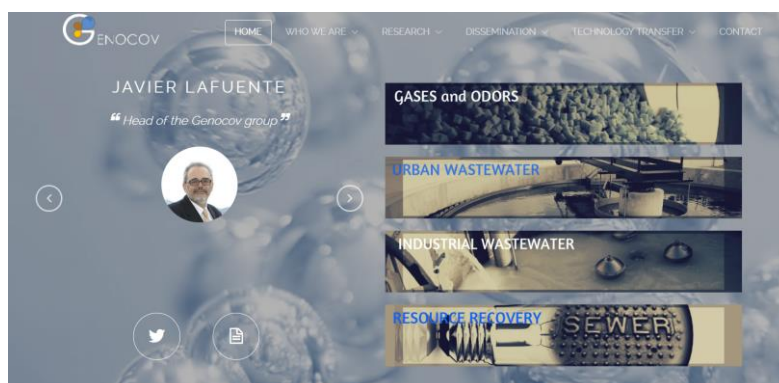 GENOCOV
HOME WHO WE ARE RESEARCH DISSEMINATION TECHNOLOGY TRANSFER CONTACT
JAVIER LAFUENTE
“ Head of the Genocov group ”
GASES and ODORS
URBAN WASTEWATER
INDUSTRIAL WASTEWATER
RESOURCE RECOVERY
SEWER